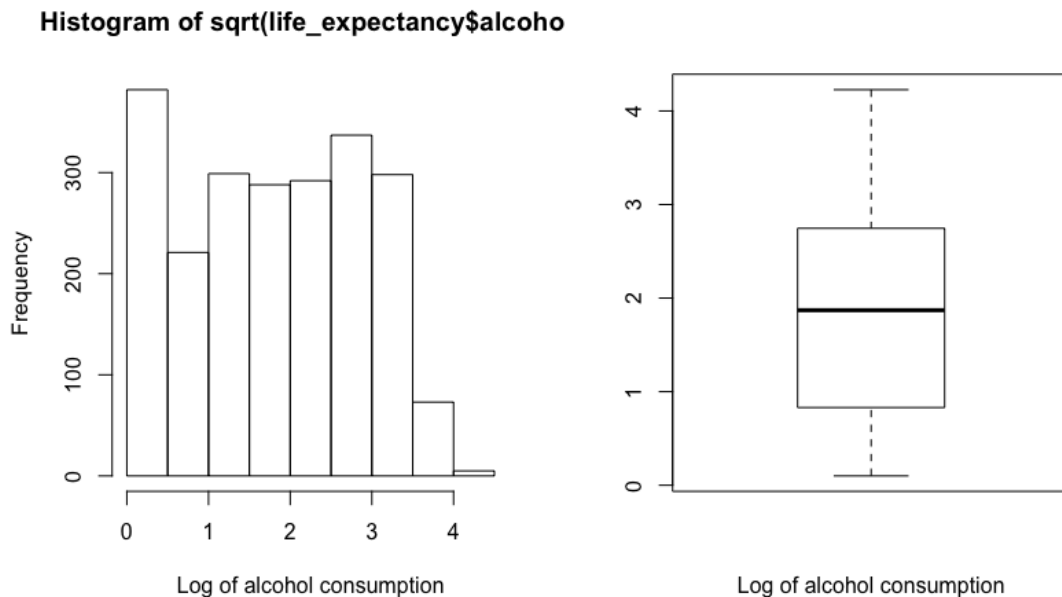 Histogram of sqrt(life_expectancy$alcoho
Frequency
0
100
200
300
0 1 2 3 4
Log of alcohol consumption
0
1
2
3
4
Log of alcohol consumption